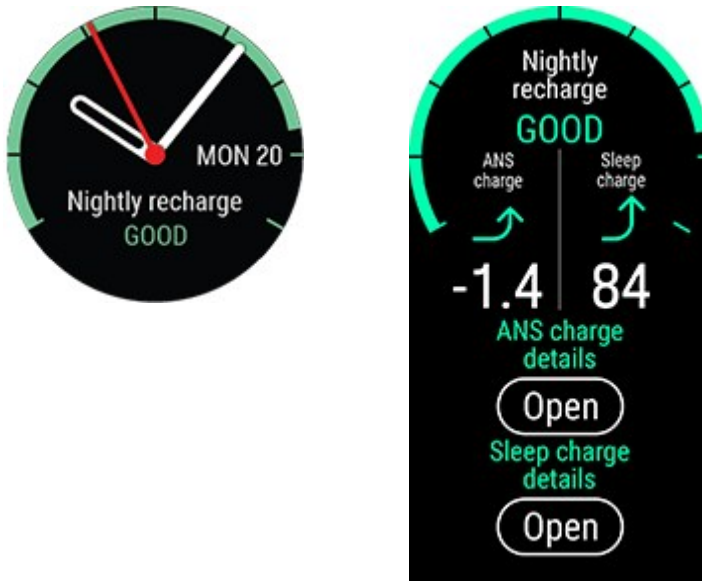 MON 20
Nightly recharge
GOOD
Nightly
recharge
GOOD
ANS
charge
Sleep
charge
-1.4
84
ANS charge
details
Open
Sleep charge
details
Open